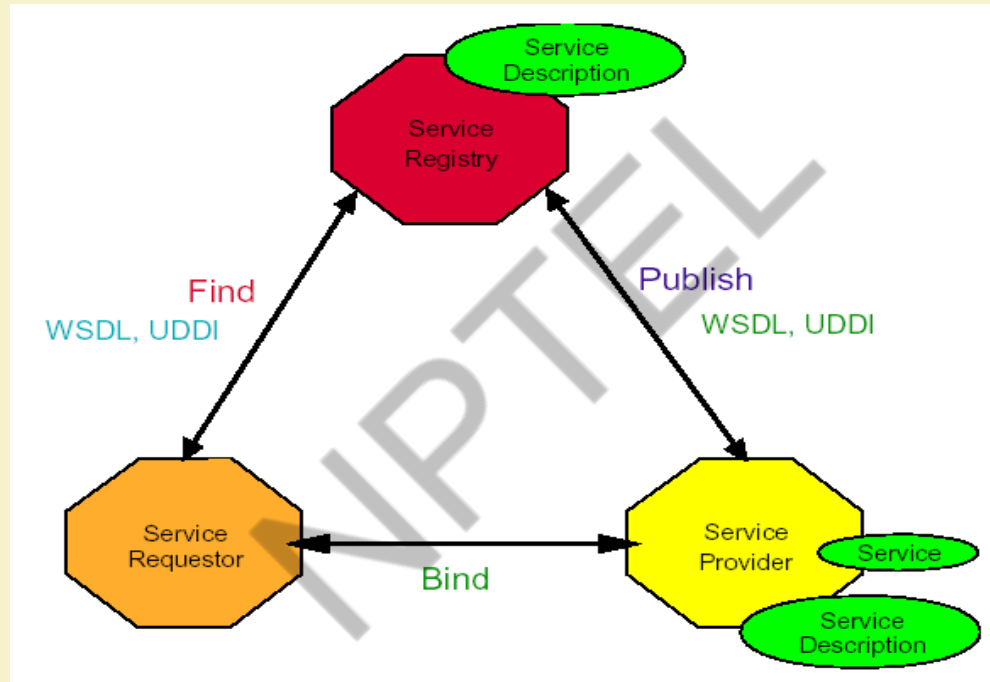 Service
Description
Service
Registry
Find
WSDL, UDDI
Publish
WSDL, UDDI
NPTEL
Service
Requestor
Bind
Service
Provider
Service
Service
Description